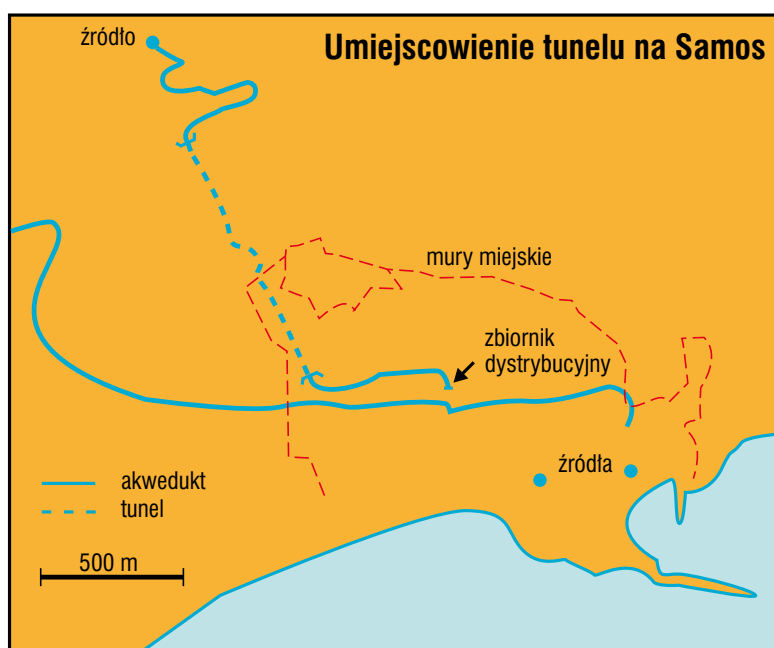 Umiejscowienie tunelu na Samos
źródło
mury miejskie
zbiornik
dystrybucyjny
źródła
akwedukt
tunel
500 m